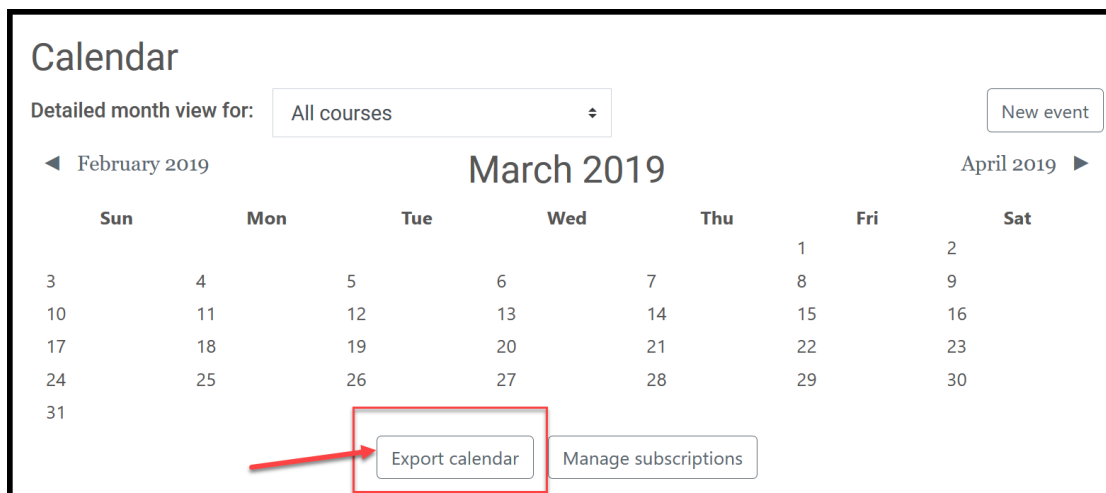 Calendar
Detailed month view for: All courses New event
◄ February 2019 March 2019 April 2019 ►
Sun Mon Tue Wed Thu Fri Sat
1 2
3 4 5 6 7 8 9
10 11 12 13 14 15 16
17 18 19 20 21 22 23
24 25 26 27 28 29 30
31
Export calendar Manage subscriptions